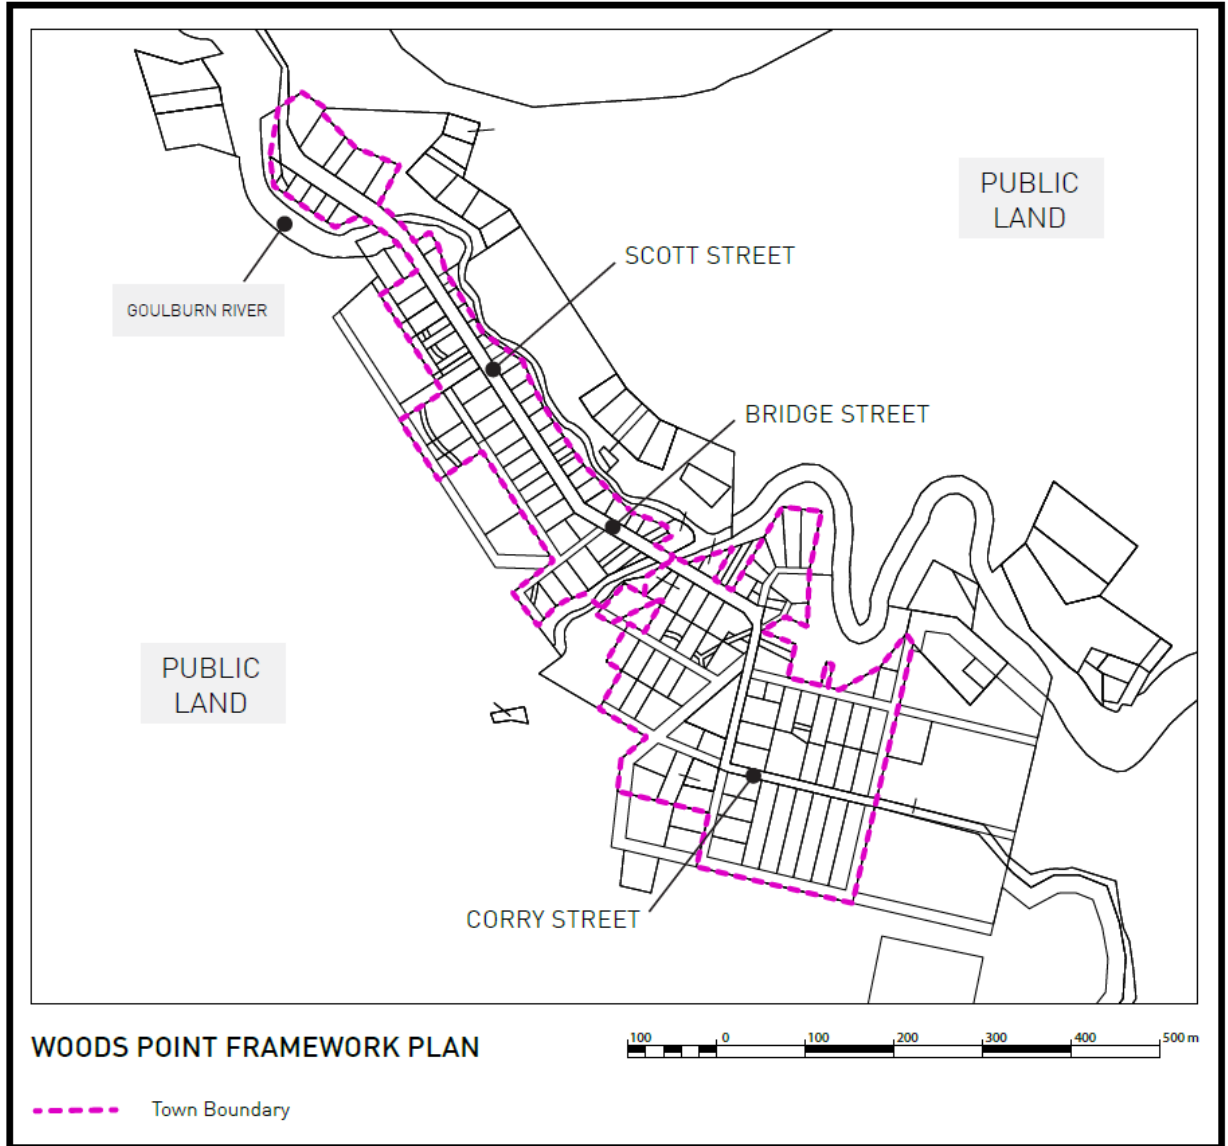 PUBLIC
LAND
SCOTT STREET
GOULBURN RIVER
BRIDGE STREET
PUBLIC
LAND
CORRY STREET
WOODS POINT FRAMEWORK PLAN
100 0 100 200 300 400 500 m
Town Boundary